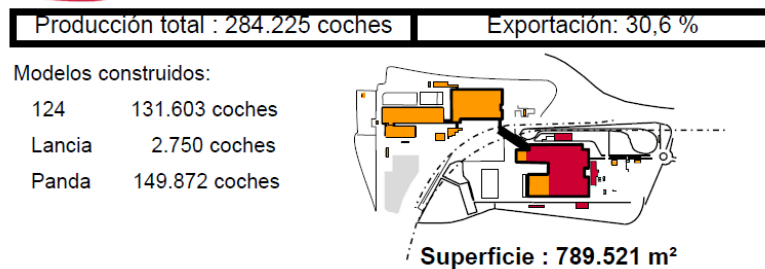 Producción total : 284.225 coches
Exportación: 30,6 %
Modelos construidos:
124 131.603 coches
Lancia 2.750 coches
Panda 149.872 coches
Superficie : 789.521 m²